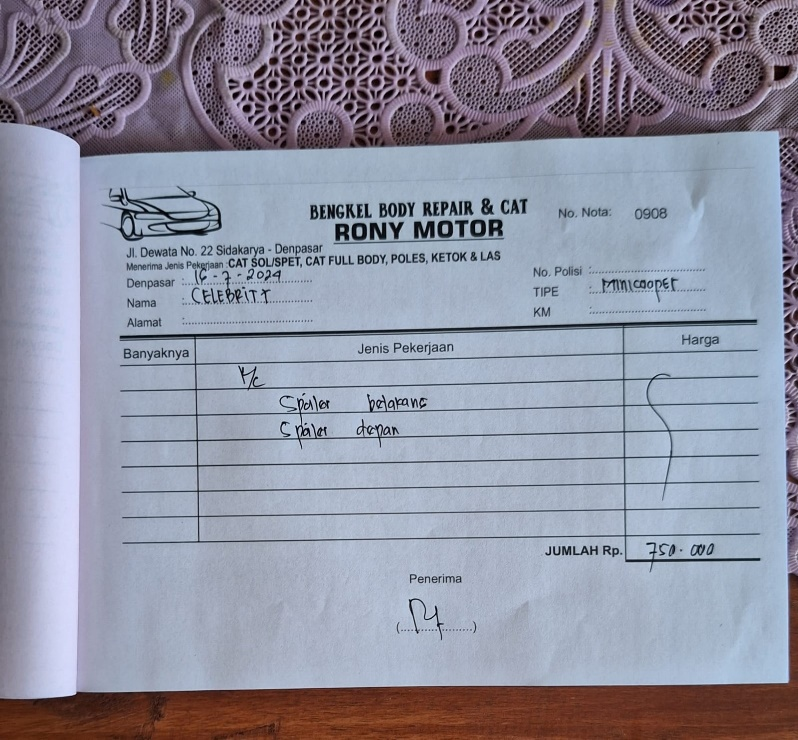 BENGKEL BODY REPAIR & CAT
RONY MOTOR
No. Nota: 0908
Jl. Dewata No. 22 Sidakarya - Denpasar
Menerima Jenis Pekerjaan : CAT SOL/SPET, CAT FULL BODY, POLES, KETOK & LAS
Denpasar : 16 - 7 - 2024
Nama : CELEBRITY
Alamat :
No. Polisi :
TIPE : Minicooper
KM :
Banyaknya Jenis Pekerjaan Harga
Spoiler belakang
Spoiler depan
JUMLAH Rp. 750.000
Penerima
(....................)